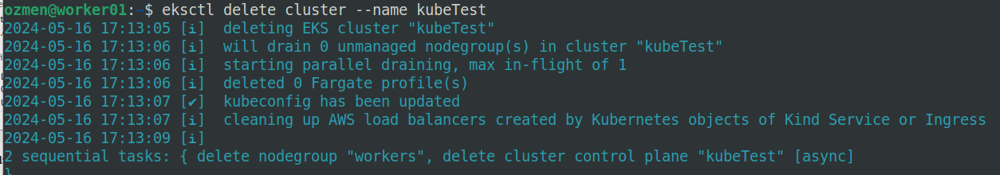 ozmen@worker01:~$ eksctl delete cluster --name kubeTest
2024-05-16 17:13:05 [ℹ]  deleting EKS cluster "kubeTest"
2024-05-16 17:13:06 [ℹ]  will drain 0 unmanaged nodegroup(s) in cluster "kubeTest"
2024-05-16 17:13:06 [ℹ]  starting parallel draining, max in-flight of 1
2024-05-16 17:13:06 [ℹ]  deleted 0 Fargate profile(s)
2024-05-16 17:13:07 [✔]  kubeconfig has been updated
2024-05-16 17:13:07 [ℹ]  cleaning up AWS load balancers created by Kubernetes objects of Kind Service or Ingress
2024-05-16 17:13:09 [ℹ]
2 sequential tasks: { delete nodegroup "workers", delete cluster control plane "kubeTest" [async]
}